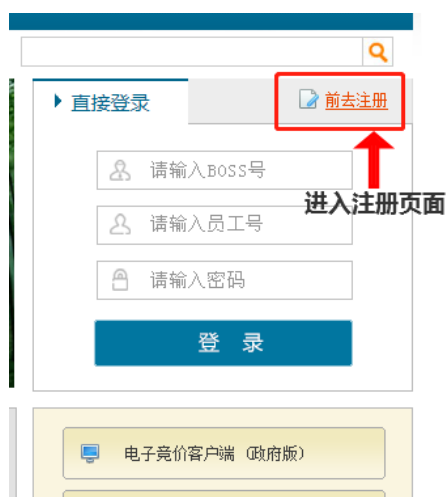 直接登录
前去注册
请输入BOSS号
进入注册页面
请输入员工号
请输入密码
登 录
电子竞价客户端（政府版）